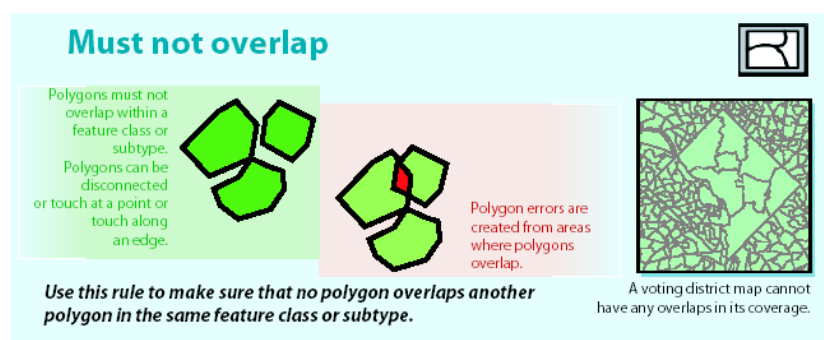 Must not overlap
Polygons must not
overlap within a
feature class or
subtype.
Polygons can be
disconnected
or touch at a point or
touch along
an edge.
Polygon errors are
created from areas
where polygons
overlap.
Use this rule to make sure that no polygon overlaps another
polygon in the same feature class or subtype.
A voting district map cannot
have any overlaps in its coverage.